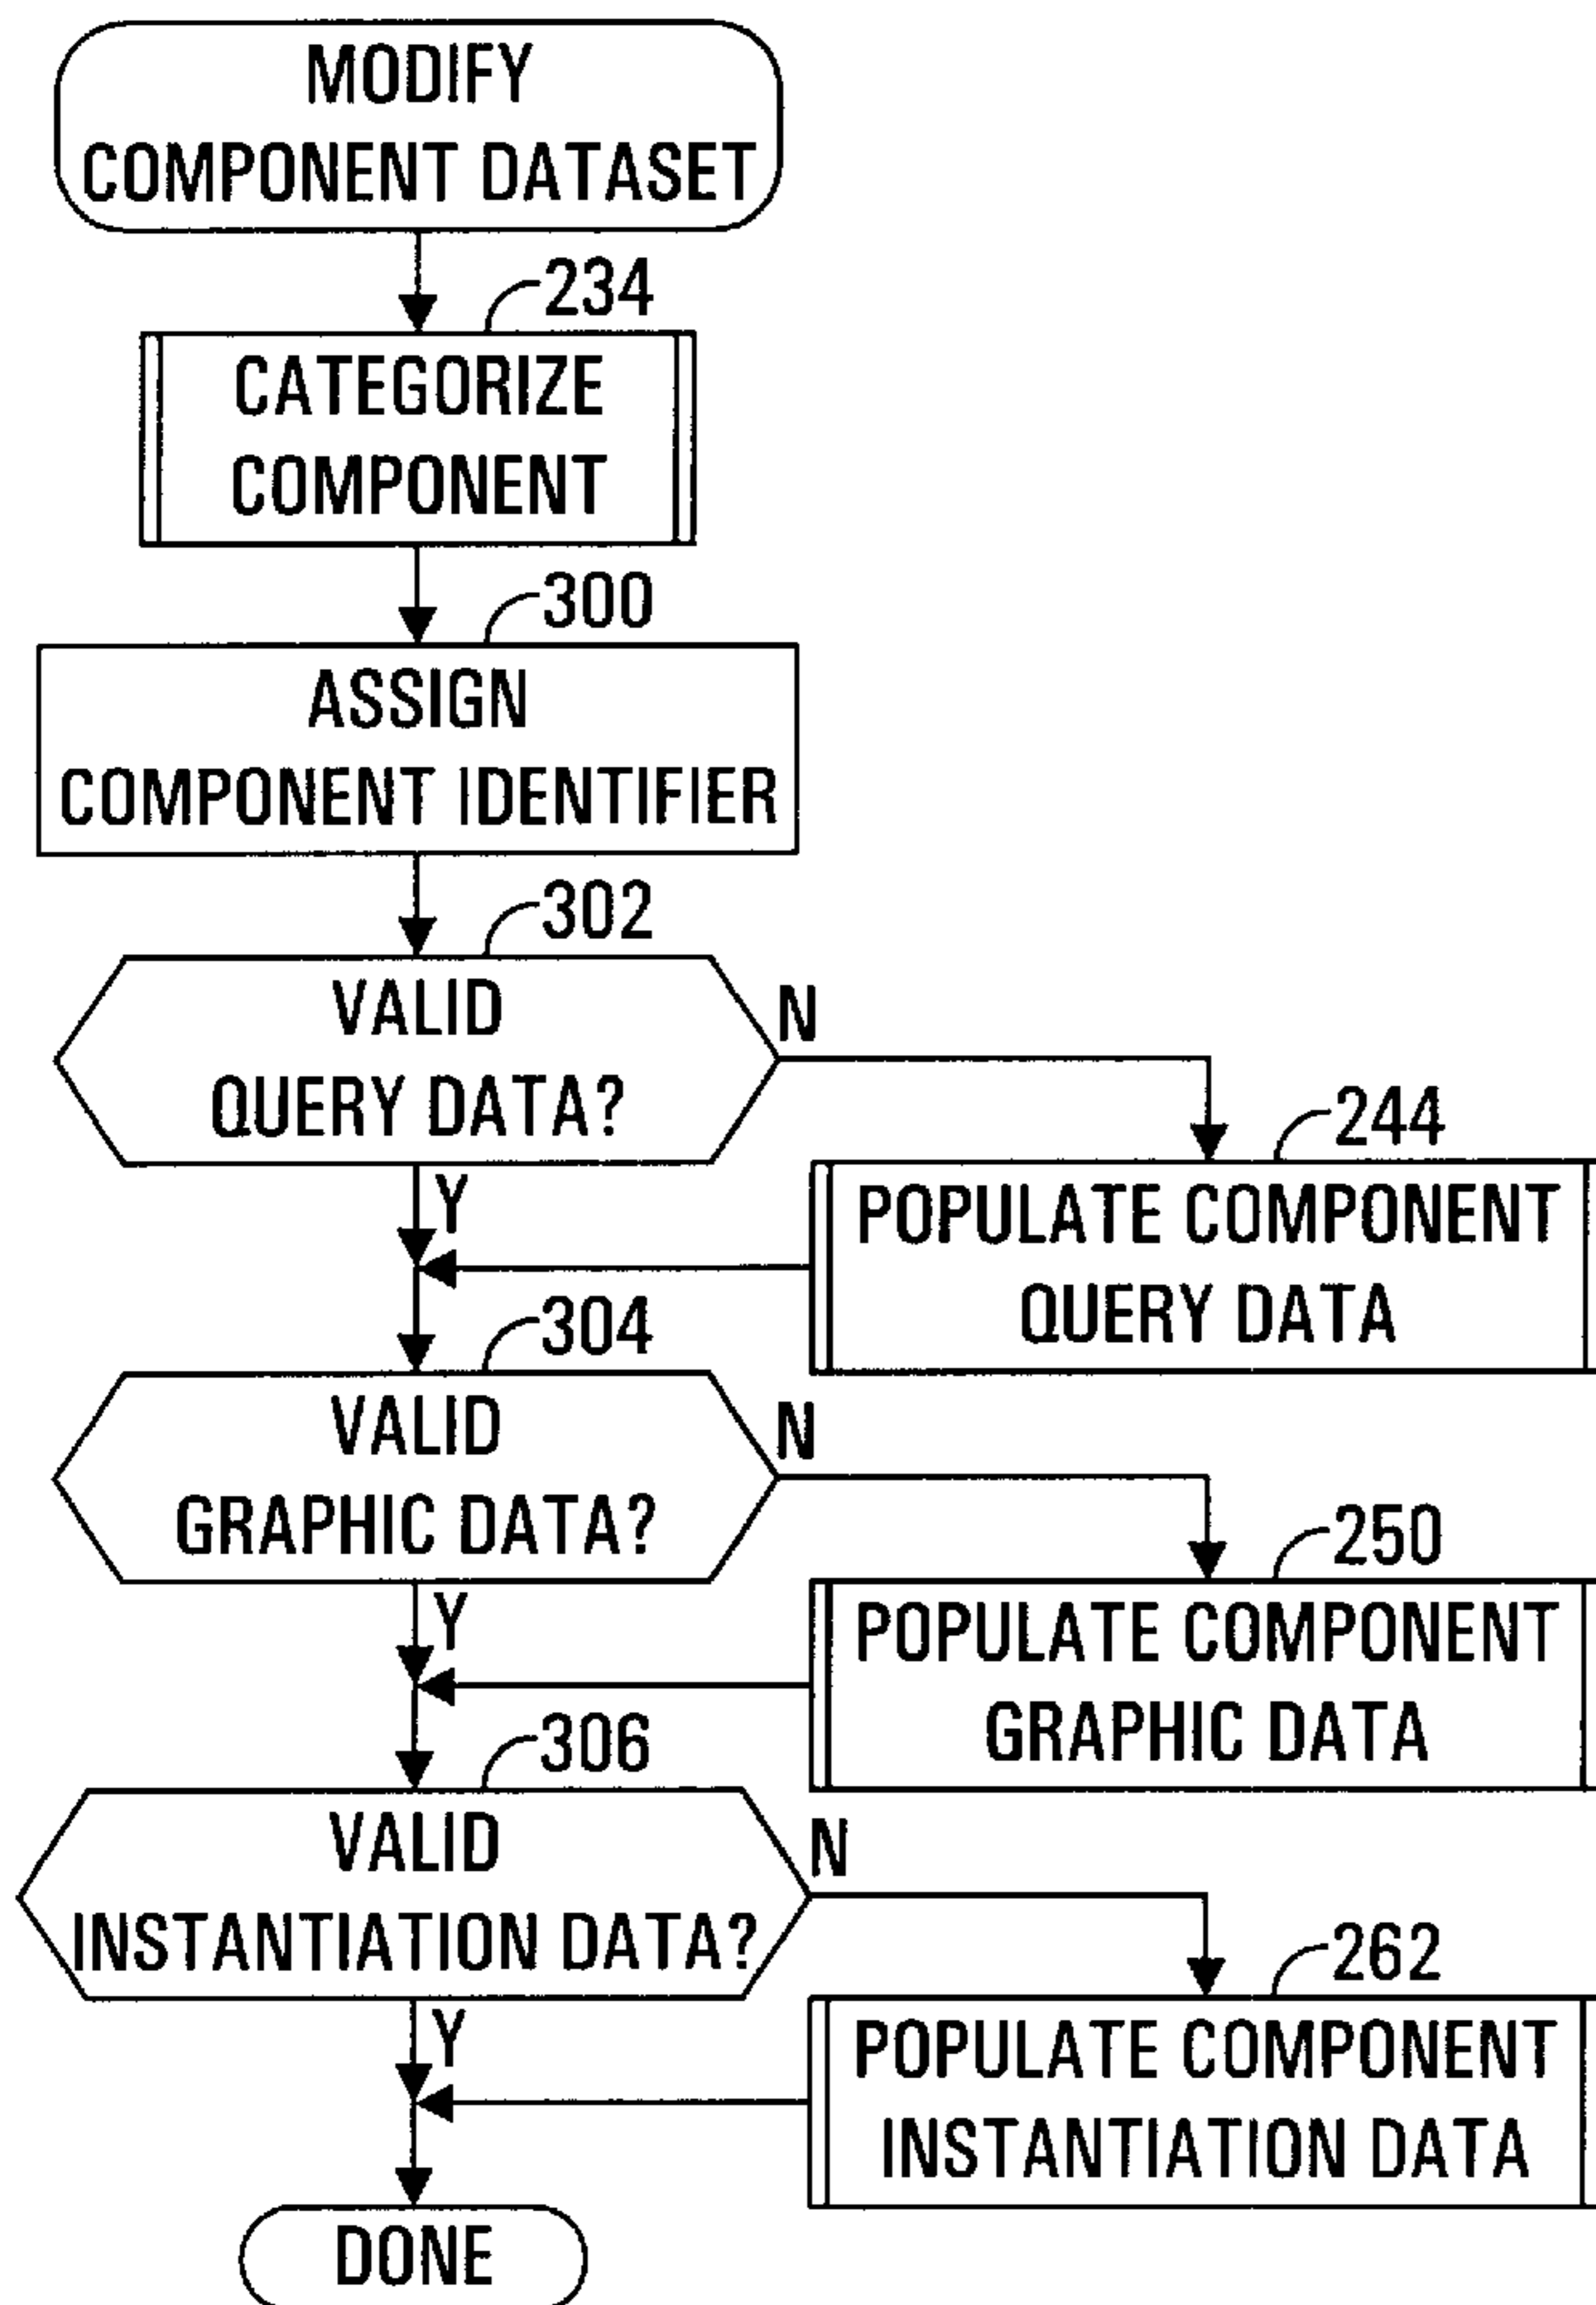 MODIFY
COMPONENT DATASET
234
CATEGORIZE
COMPONENT
300
ASSIGN
COMPONENT IDENTIFIER
302
VALID
QUERY DATA?
N
Y
244
POPULATE COMPONENT
QUERY DATA
304
VALID
GRAPHIC DATA?
N
Y
250
POPULATE COMPONENT
GRAPHIC DATA
306
VALID
INSTANTIATION DATA?
N
Y
262
POPULATE COMPONENT
INSTANTIATION DATA
DONE